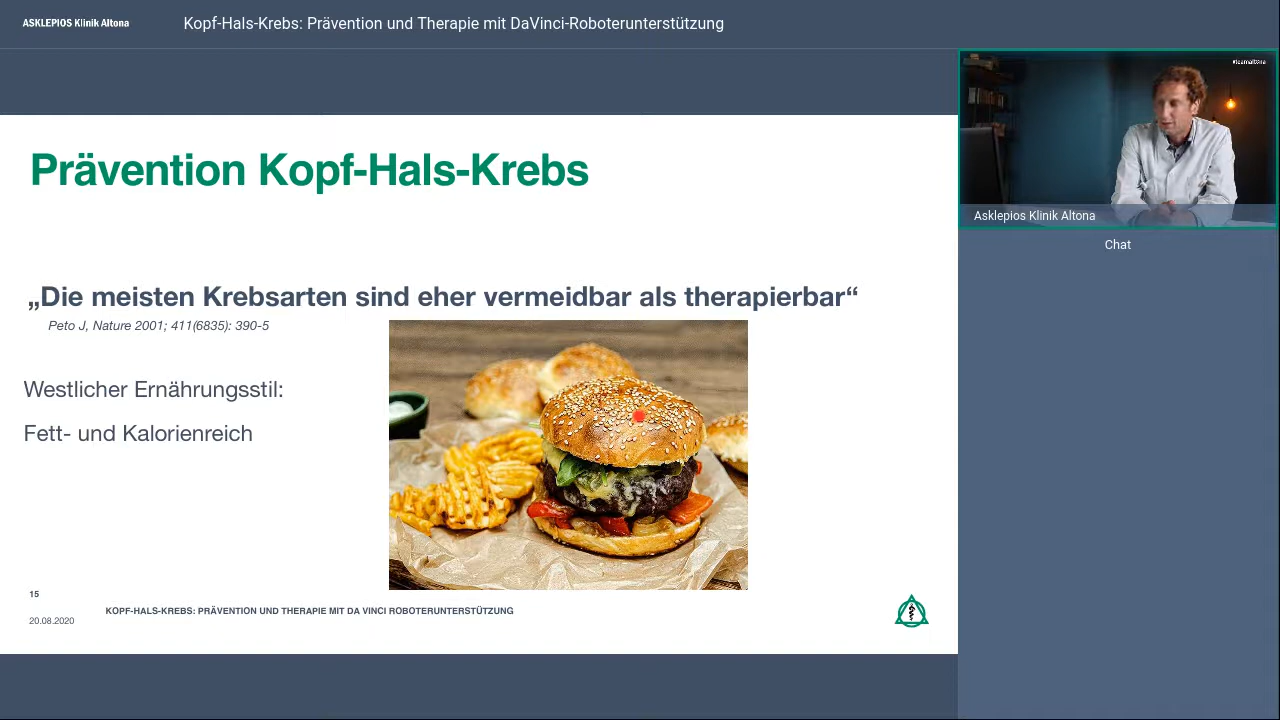 ASKLEPIOS Klinik Altona
Kopf-Hals-Krebs: Prävention und Therapie mit DaVinci-Roboterunterstützung
#teamaltona
Asklepios Klinik Altona
Chat
Prävention Kopf-Hals-Krebs
„Die meisten Krebsarten sind eher vermeidbar als therapierbar“
Peto J, Nature 2001; 411(6835): 390-5
Westlicher Ernährungsstil:
Fett- und Kalorienreich
15
KOPF-HALS-KREBS: PRÄVENTION UND THERAPIE MIT DA VINCI ROBOTERUNTERSTÜTZUNG
20.08.2020